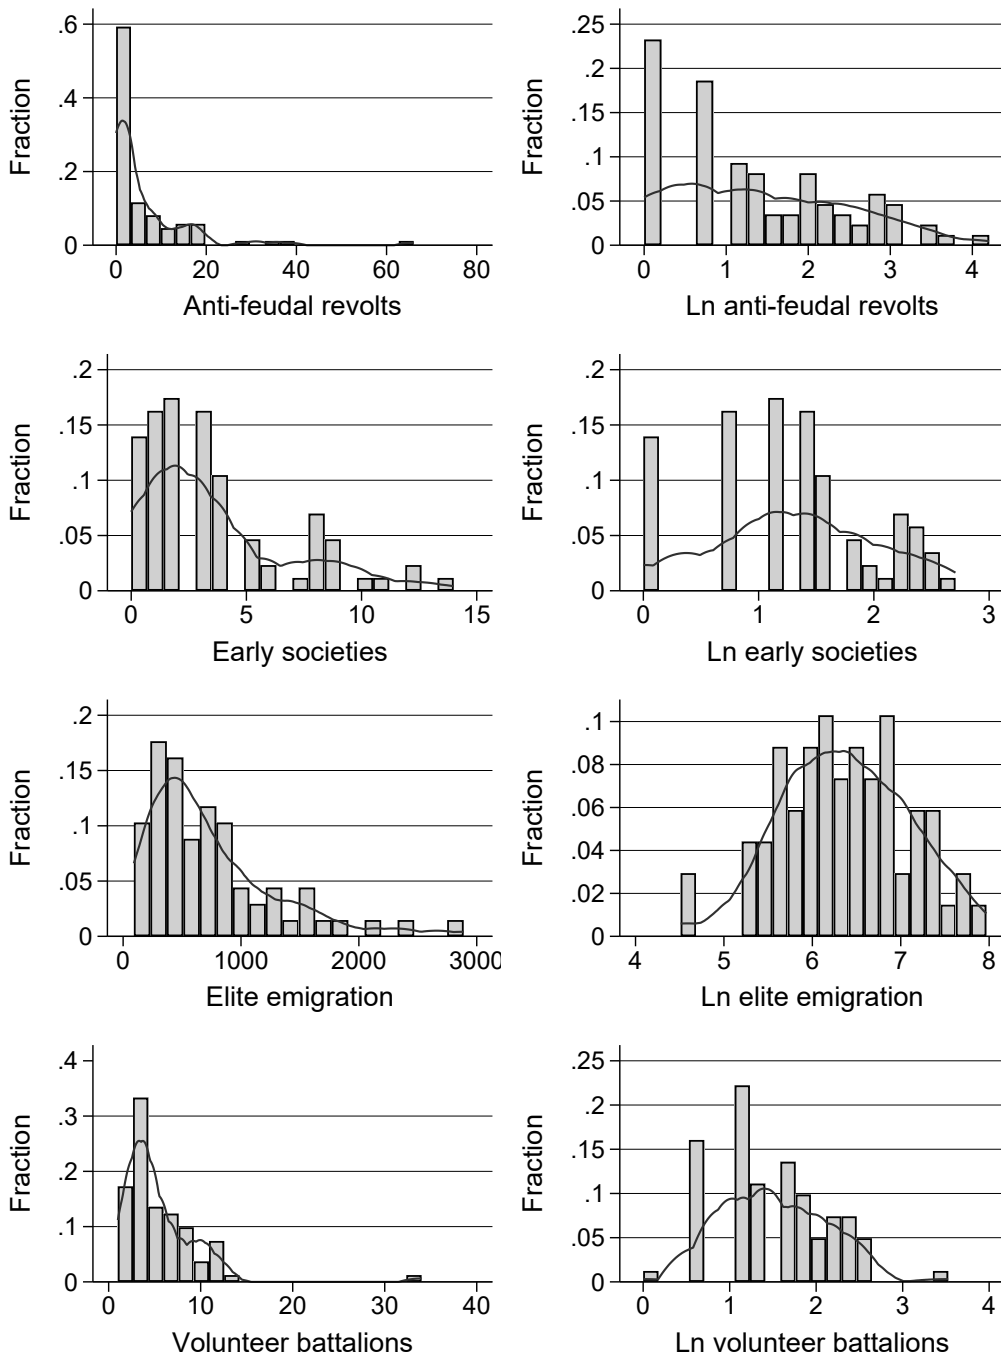 .6
.4
.2
0
Fraction
0 20 40 60 80
Anti-feudal revolts
.25
.2
.15
.1
.05
0
Fraction
0 1 2 3 4
Ln anti-feudal revolts
.2
.15
.1
.05
0
Fraction
0 5 10 15
Early societies
.2
.15
.1
.05
0
Fraction
0 1 2 3
Ln early societies
.2
.15
.1
.05
0
Fraction
0 1000 2000 3000
Elite emigration
.1
.08
.06
.04
.02
0
Fraction
4 5 6 7 8
Ln elite emigration
.4
.3
.2
.1
0
Fraction
0 10 20 30 40
Volunteer battalions
.25
.2
.15
.1
.05
0
Fraction
0 1 2 3 4
Ln volunteer battalions